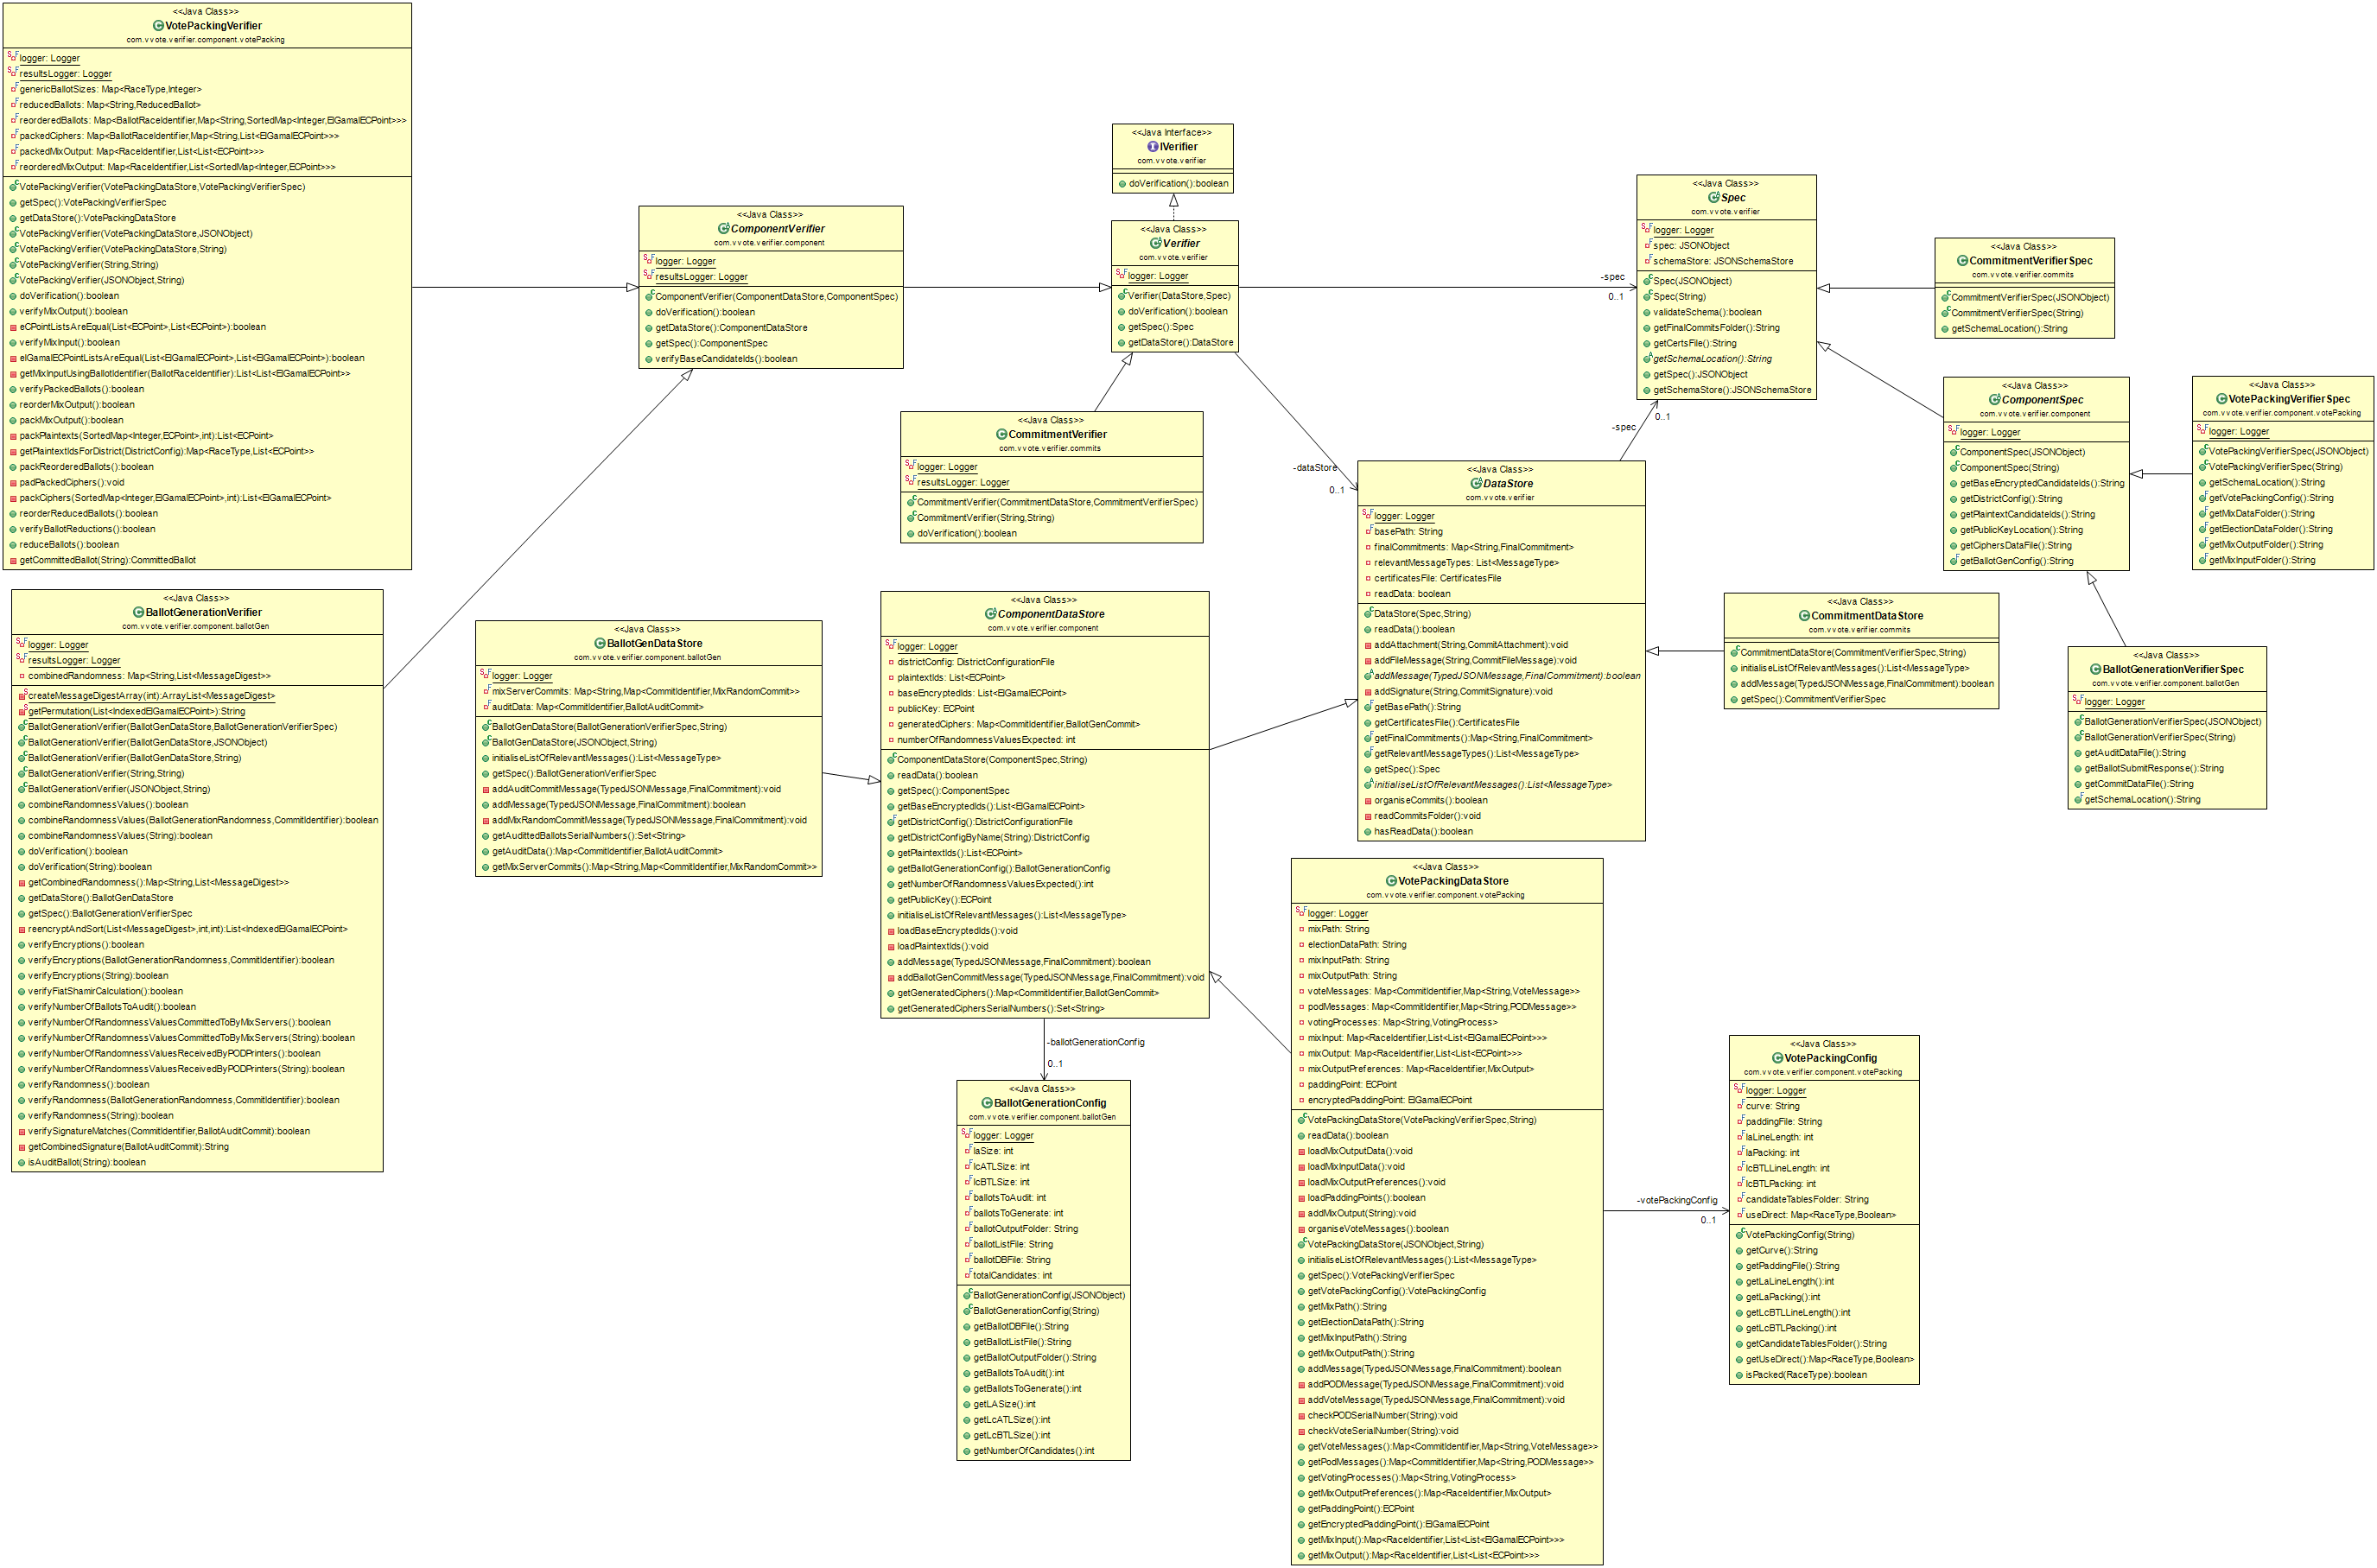 <<Java Class>>
VotePackingVerifier
com.vvote.verifier.component.votePacking
logger: Logger
resultsLogger: Logger
genericBallotSizes: Map<RaceType,Integer>
reducedBallots: Map<String,ReducedBallot>
reorderedBallots: Map<BallotRaceIdentifier,Map<String,SortedMap<Integer,ElGamalECPoint>>>
packedCiphers: Map<BallotRaceIdentifier,Map<String,List<ElGamalECPoint>>>
packedMixOutput: Map<RaceIdentifier,List<List<ECPoint>>>
reorderedMixOutput: Map<RaceIdentifier,List<SortedMap<Integer,ECPoint>>>
VotePackingVerifier(VotePackingDataStore,VotePackingVerifierSpec)
getSpec():VotePackingVerifierSpec
getDataStore():VotePackingDataStore
VotePackingVerifier(VotePackingDataStore,JSONObject)
VotePackingVerifier(VotePackingDataStore,String)
VotePackingVerifier(String,String)
VotePackingVerifier(JSONObject,String)
doVerification():boolean
verifyMixOutput():boolean
eCPointListsAreEqual(List<ECPoint>,List<ECPoint>):boolean
verifyMixInput():boolean
elGamalECPointListsAreEqual(List<ElGamalECPoint>,List<ElGamalECPoint>):boolean
getMixInputUsingBallotIdentifier(BallotRaceIdentifier):List<List<ElGamalECPoint>>
verifyPackedBallots():boolean
reorderMixOutput():boolean
packMixOutput():boolean
packPlaintexts(SortedMap<Integer,ECPoint>,int):List<ECPoint>
getPlaintextIdsForDistrict(DistrictConfig):Map<RaceType,List<ECPoint>>
packReorderedBallots():boolean
padPackedCiphers():void
packCiphers(SortedMap<Integer,ElGamalECPoint>,int):List<ElGamalECPoint>
reorderReducedBallots():boolean
verifyBallotReductions():boolean
reduceBallots():boolean
getCommittedBallot(String):CommittedBallot
<<Java Class>>
BallotGenerationVerifier
com.vvote.verifier.component.ballotGen
logger: Logger
resultsLogger: Logger
combinedRandomness: Map<String,List<MessageDigest>>
createMessageDigestArray(int):ArrayList<MessageDigest>
getPermutation(List<IndexedElGamalECPoint>):String
BallotGenerationVerifier(BallotGenDataStore,BallotGenerationVerifierSpec)
BallotGenerationVerifier(BallotGenDataStore,JSONObject)
BallotGenerationVerifier(BallotGenDataStore,String)
BallotGenerationVerifier(String,String)
BallotGenerationVerifier(JSONObject,String)
combineRandomnessValues():boolean
combineRandomnessValues(BallotGenerationRandomness,CommitIdentifier):boolean
combineRandomnessValues(String):boolean
doVerification():boolean
doVerification(String):boolean
getCombinedRandomness():Map<String,List<MessageDigest>>
getDataStore():BallotGenDataStore
getSpec():BallotGenerationVerifierSpec
reencryptAndSort(List<MessageDigest>,int,int):List<IndexedElGamalECPoint>
verifyEncryptions():boolean
verifyEncryptions(BallotGenerationRandomness,CommitIdentifier):boolean
verifyEncryptions(String):boolean
verifyFiatShamirCalculation():boolean
verifyNumberOfBallotsToAudit():boolean
verifyNumberOfRandomnessValuesCommittedToByMixServers():boolean
verifyNumberOfRandomnessValuesCommittedToByMixServers(String):boolean
verifyNumberOfRandomnessValuesReceivedByPODPrinters():boolean
verifyNumberOfRandomnessValuesReceivedByPODPrinters(String):boolean
verifyRandomness():boolean
verifyRandomness(BallotGenerationRandomness,CommitIdentifier):boolean
verifyRandomness(String):boolean
verifySignatureMatches(CommitIdentifier,BallotAuditCommit):boolean
getCombinedSignature(BallotAuditCommit):String
isAuditBallot(String):boolean
<<Java Class>>
ComponentVerifier
com.vvote.verifier.component
logger: Logger
resultsLogger: Logger
ComponentVerifier(ComponentDataStore,ComponentSpec)
doVerification():boolean
getDataStore():ComponentDataStore
getSpec():ComponentSpec
verifyBaseCandidateIds():boolean
<<Java Interface>>
IVerifier
com.vvote.verifier
doVerification():boolean
<<Java Class>>
Verifier
com.vvote.verifier
logger: Logger
Verifier(DataStore,Spec)
doVerification():boolean
getSpec():Spec
getDataStore():DataStore
<<Java Class>>
CommitmentVerifier
com.vvote.verifier.commits
logger: Logger
resultsLogger: Logger
CommitmentVerifier(CommitmentDataStore,CommitmentVerifierSpec)
CommitmentVerifier(String,String)
doVerification():boolean
<<Java Class>>
BallotGenDataStore
com.vvote.verifier.component.ballotGen
logger: Logger
mixServerCommits: Map<String,Map<CommitIdentifier,MixRandomCommit>>
auditData: Map<CommitIdentifier,BallotAuditCommit>
BallotGenDataStore(BallotGenerationVerifierSpec,String)
BallotGenDataStore(JSONObject,String)
initialiseListOfRelevantMessages():List<MessageType>
getSpec():BallotGenerationVerifierSpec
addAuditCommitMessage(TypedJSONMessage,FinalCommitment):void
addMessage(TypedJSONMessage,FinalCommitment):boolean
addMixRandomCommitMessage(TypedJSONMessage,FinalCommitment):void
getAudittedBallotsSerialNumbers():Set<String>
getAuditData():Map<CommitIdentifier,BallotAuditCommit>
getMixServerCommits():Map<String,Map<CommitIdentifier,MixRandomCommit>>
<<Java Class>>
ComponentDataStore
com.vvote.verifier.component
logger: Logger
districtConfig: DistrictConfigurationFile
plaintextIds: List<ECPoint>
baseEncryptedIds: List<ElGamalECPoint>
publicKey: ECPoint
generatedCiphers: Map<CommitIdentifier,BallotGenCommit>
numberOfRandomnessValuesExpected: int
ComponentDataStore(ComponentSpec,String)
readData():boolean
getSpec():ComponentSpec
getBaseEncryptedIds():List<ElGamalECPoint>
getDistrictConfig():DistrictConfigurationFile
getDistrictConfigByName(String):DistrictConfig
getPlaintextIds():List<ECPoint>
getBallotGenerationConfig():BallotGenerationConfig
getNumberOfRandomnessValuesExpected():int
getPublicKey():ECPoint
initialiseListOfRelevantMessages():List<MessageType>
loadBaseEncryptedIds():void
loadPlaintextIds():void
addMessage(TypedJSONMessage,FinalCommitment):boolean
addBallotGenCommitMessage(TypedJSONMessage,FinalCommitment):void
getGeneratedCiphers():Map<CommitIdentifier,BallotGenCommit>
getGeneratedCiphersSerialNumbers():Set<String>
-ballotGenerationConfig
0..1
<<Java Class>>
BallotGenerationConfig
com.vvote.verifier.component.ballotGen
logger: Logger
laSize: int
lcATLSize: int
lcBTLSize: int
ballotsToAudit: int
ballotsToGenerate: int
ballotOutputFolder: String
ballotListFile: String
ballotDBFile: String
totalCandidates: int
BallotGenerationConfig(JSONObject)
BallotGenerationConfig(String)
getBallotDBFile():String
getBallotListFile():String
getBallotOutputFolder():String
getBallotsToAudit():int
getBallotsToGenerate():int
getLASize():int
getLcATLSize():int
getLcBTLSize():int
getNumberOfCandidates():int
-spec
0..1
-dataStore
0..1
-spec
0..1
<<Java Class>>
Spec
com.vvote.verifier
logger: Logger
spec: JSONObject
schemaStore: JSONSchemaStore
Spec(JSONObject)
Spec(String)
validateSchema():boolean
getFinalCommitsFolder():String
getCertsFile():String
getSchemaLocation():String
getSpec():JSONObject
getSchemaStore():JSONSchemaStore
<<Java Class>>
CommitmentVerifierSpec
com.vvote.verifier.commits
CommitmentVerifierSpec(JSONObject)
CommitmentVerifierSpec(String)
getSchemaLocation():String
<<Java Class>>
ComponentSpec
com.vvote.verifier.component
logger: Logger
ComponentSpec(JSONObject)
ComponentSpec(String)
getBaseEncryptedCandidateIds():String
getDistrictConfig():String
getPlaintextCandidateIds():String
getPublicKeyLocation():String
getCiphersDataFile():String
getBallotGenConfig():String
<<Java Class>>
VotePackingVerifierSpec
com.vvote.verifier.component.votePacking
logger: Logger
VotePackingVerifierSpec(JSONObject)
VotePackingVerifierSpec(String)
getSchemaLocation():String
getVotePackingConfig():String
getMixDataFolder():String
getElectionDataFolder():String
getMixOutputFolder():String
getMixInputFolder():String
<<Java Class>>
DataStore
com.vvote.verifier
logger: Logger
basePath: String
finalCommitments: Map<String,FinalCommitment>
relevantMessageTypes: List<MessageType>
certificatesFile: CertificatesFile
readData: boolean
DataStore(Spec,String)
readData():boolean
addAttachment(String,CommitAttachment):void
addFileMessage(String,CommitFileMessage):void
addMessage(TypedJSONMessage,FinalCommitment):boolean
addSignature(String,CommitSignature):void
getBasePath():String
getCertificatesFile():CertificatesFile
getFinalCommitments():Map<String,FinalCommitment>
getRelevantMessageTypes():List<MessageType>
getSpec():Spec
initialiseListOfRelevantMessages():List<MessageType>
organiseCommits():boolean
readCommitsFolder():void
hasReadData():boolean
<<Java Class>>
CommitmentDataStore
com.vvote.verifier.commits
CommitmentDataStore(CommitmentVerifierSpec,String)
initialiseListOfRelevantMessages():List<MessageType>
addMessage(TypedJSONMessage,FinalCommitment):boolean
getSpec():CommitmentVerifierSpec
<<Java Class>>
BallotGenerationVerifierSpec
com.vvote.verifier.component.ballotGen
logger: Logger
BallotGenerationVerifierSpec(JSONObject)
BallotGenerationVerifierSpec(String)
getAuditDataFile():String
getBallotSubmitResponse():String
getCommitDataFile():String
getSchemaLocation():String
<<Java Class>>
VotePackingDataStore
com.vvote.verifier.component.votePacking
logger: Logger
mixPath: String
electionDataPath: String
mixInputPath: String
mixOutputPath: String
voteMessages: Map<CommitIdentifier,Map<String,VoteMessage>>
podMessages: Map<CommitIdentifier,Map<String,PODMessage>>
votingProcesses: Map<String,VotingProcess>
mixInput: Map<RaceIdentifier,List<List<ElGamalECPoint>>>
mixOutput: Map<RaceIdentifier,List<List<ECPoint>>>
mixOutputPreferences: Map<RaceIdentifier,MixOutput>
paddingPoint: ECPoint
encryptedPaddingPoint: ElGamalECPoint
VotePackingDataStore(VotePackingVerifierSpec,String)
readData():boolean
loadMixOutputData():void
loadMixInputData():void
loadMixOutputPreferences():void
loadPaddingPoints():boolean
addMixOutput(String):void
organiseVoteMessages():boolean
VotePackingDataStore(JSONObject,String)
initialiseListOfRelevantMessages():List<MessageType>
getSpec():VotePackingVerifierSpec
getVotePackingConfig():VotePackingConfig
getMixPath():String
getElectionDataPath():String
getMixInputPath():String
getMixOutputPath():String
addMessage(TypedJSONMessage,FinalCommitment):boolean
addPODMessage(TypedJSONMessage,FinalCommitment):void
addVoteMessage(TypedJSONMessage,FinalCommitment):void
checkPODSerialNumber(String):void
checkVoteSerialNumber(String):void
getVoteMessages():Map<CommitIdentifier,Map<String,VoteMessage>>
getPodMessages():Map<CommitIdentifier,Map<String,PODMessage>>
getVotingProcesses():Map<String,VotingProcess>
getMixOutputPreferences():Map<RaceIdentifier,MixOutput>
getPaddingPoint():ECPoint
getEncryptedPaddingPoint():ElGamalECPoint
getMixInput():Map<RaceIdentifier,List<List<ElGamalECPoint>>>
getMixOutput():Map<RaceIdentifier,List<List<ECPoint>>>
-votePackingConfig
0..1
<<Java Class>>
VotePackingConfig
com.vvote.verifier.component.votePacking
logger: Logger
curve: String
paddingFile: String
laLineLength: int
laPacking: int
lcBTLLineLength: int
lcBTLPacking: int
candidateTablesFolder: String
useDirect: Map<RaceType,Boolean>
VotePackingConfig(String)
getCurve():String
getPaddingFile():String
getLaLineLength():int
getLaPacking():int
getLcBTLLineLength():int
getLcBTLPacking():int
getCandidateTablesFolder():String
getUseDirect():Map<RaceType,Boolean>
isPacked(RaceType):boolean